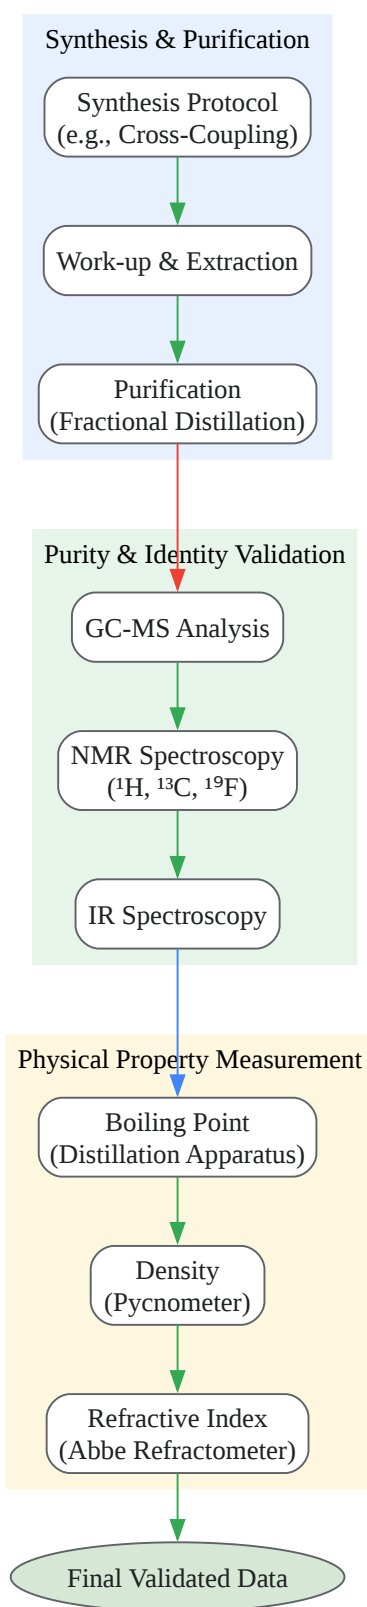 Synthesis & Purification
Synthesis Protocol
(e.g., Cross-Coupling)
Work-up & Extraction
Purification
(Fractional Distillation)
Purity & Identity Validation
GC-MS Analysis
NMR Spectroscopy
(¹H, ¹³C, ¹⁹F)
IR Spectroscopy
Physical Property Measurement
Boiling Point
(Distillation Apparatus)
Density
(Pycnometer)
Refractive Index
(Abbe Refractometer)
Final Validated Data